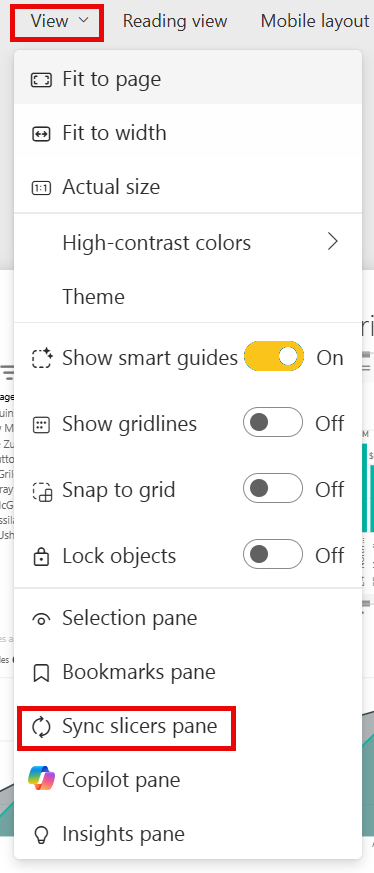 View Reading view Mobile layout
Fit to page
Fit to width
1:1 Actual size
High-contrast colors
Theme
Show smart guides On
Show gridlines Off
Snap to grid Off
Lock objects Off
Selection pane
Bookmarks pane
Sync slicers pane
Copilot pane
Insights pane